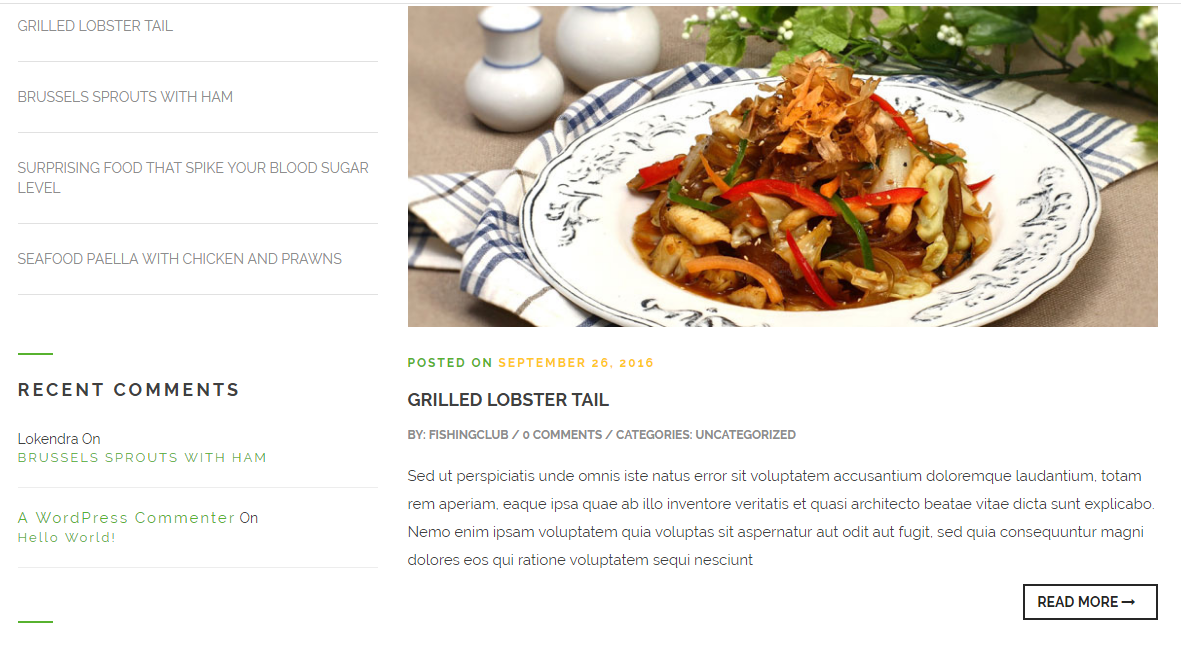 GRILLED LOBSTER TAIL
BRUSSELS SPROUTS WITH HAM
SURPRISING FOOD THAT SPIKE YOUR BLOOD SUGAR
LEVEL
SEAFOOD PAELLA WITH CHICKEN AND PRAWNS
RECENT COMMENTS
Lokendra On
BRUSSELS SPROUTS WITH HAM
A WordPress Commenter On
Hello World!
POSTED ON SEPTEMBER 26, 2016
GRILLED LOBSTER TAIL
BY: FISHINGCLUB / 0 COMMENTS / CATEGORIES: UNCATEGORIZED
Sed ut perspiciatis unde omnis iste natus error sit voluptatem accusantium doloremque laudantium, totam
rem aperiam, eaque ipsa quae ab illo inventore veritatis et quasi architecto beatae vitae dicta sunt explicabo.
Nemo enim ipsam voluptatem quia voluptas sit aspernatur aut odit aut fugit, sed quia consequuntur magni
dolores eos qui ratione voluptatem sequi nesciunt
READ MORE →